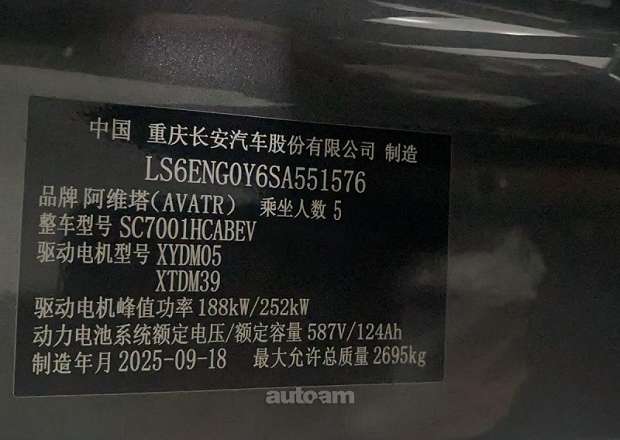 中国 重庆长安汽车股份有限公司 制造
LS6ENG0Y6SA551576
品牌 阿维塔(AVATR) 乘坐人数 5
整车型号 SC7001HCABEV
驱动电机型号 XYDM05
XTDM39
驱动电机峰值功率 188kW/252kW
动力电池系统额定电压/额定容量 587V/124Ah
制造年月 2025-09-18 最大允许总质量 2695kg
auto.am